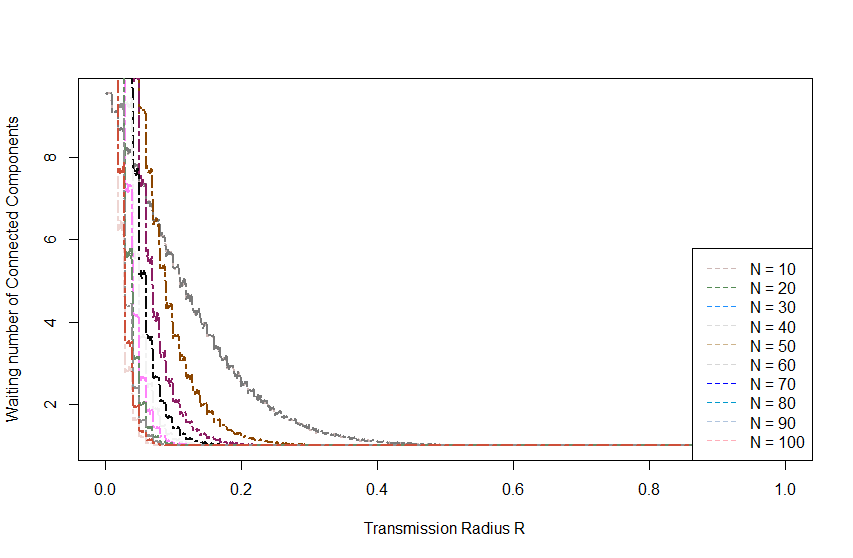 Waiting number of Connected Components
8
6
4
2
0.0 0.2 0.4 0.6 0.8 1.0
Transmission Radius R
N = 10
N = 20
N = 30
N = 40
N = 50
N = 60
N = 70
N = 80
N = 90
N = 100